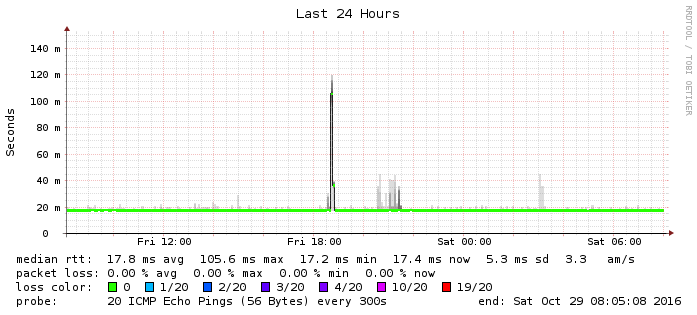 Last 24 Hours
RRDTOOL / TOBI OETIKER
Seconds
140 m
120 m
100 m
80 m
60 m
40 m
20 m
0
Fri 12:00 Fri 18:00 Sat 00:00 Sat 06:00
median rtt: 17.8 ms avg 105.6 ms max 17.2 ms min 17.4 ms now 5.3 ms sd 3.3 am/s
packet loss: 0.00 % avg 0.00 % max 0.00 % min 0.00 % now
loss color: 0 1/20 2/20 3/20 4/20 10/20 19/20
probe: 20 ICMP Echo Pings (56 Bytes) every 300s end: Sat Oct 29 08:05:08 2016